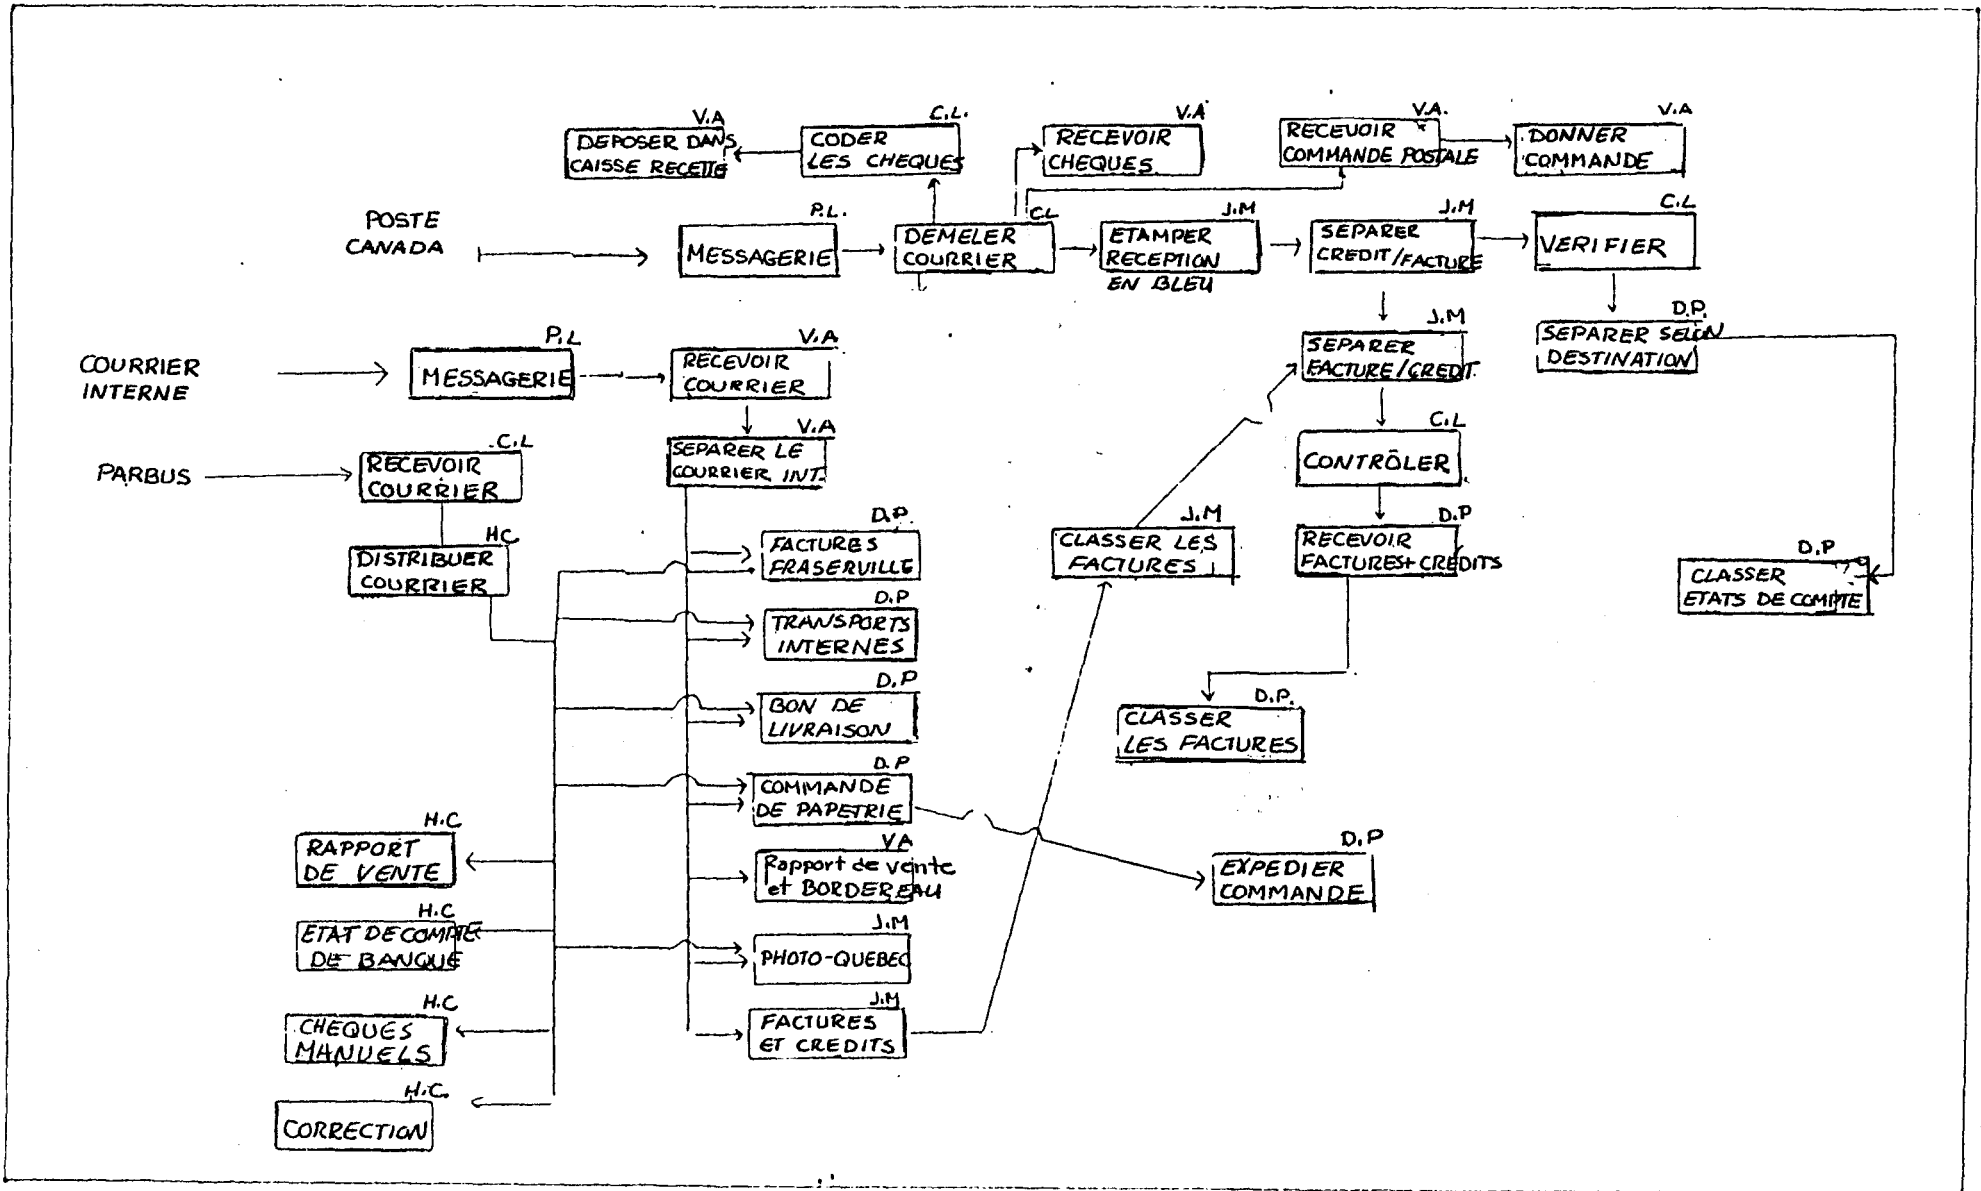 V.A
DEPOSER DANS
CAISSE RECETTE
C.L.
CODER
LES CHEQUES
V.A
RECEVOIR
CHEQUES
V.A.
RECEVOIR
COMMANDE POSTALE
V.A
DONNER
COMMANDE
POSTE
CANADA
P.L.
MESSAGERIE
CL
DEMELER
COURRIER
J.M
ETAMPER
RECEPTION
EN BLEU
J.M
SEPARER
CREDIT/FACTURE
C.L
VERIFIER
D.P.
SEPARER SELON
DESTINATION
J.M
SEPARER
FACTURE/CREDIT.
COURRIER
INTERNE
P.L
MESSAGERIE
V.A
RECEVOIR
COURRIER
V.A
SEPARER LE
COURRIER INT.
C.L
CONTRÔLER
PARBUS
C.L
RECEVOIR
COURRIER
HC
DISTRIBUER
COURRIER
D.P.
FACTURES
FRASERVILLE
J.M
CLASSER LES
FACTURES
D.P
RECEVOIR
FACTURES+CREDITS
D.P
CLASSER
ETATS DE COMPTE
D.P
TRANSPORTS
INTERNES
D.P
BON DE
LIVRAISON
D.P.
CLASSER
LES FACTURES
D.P
COMMANDE
DE PAPETRIE
D.P
EXPEDIER
COMMANDE
H.C
RAPPORT
DE VENTE
VA
Rapport de vente
et BORDEREAU
H.C
ETAT DE COMPTE
DE BANQUE
J.M
PHOTO-QUEBEC
H.C
CHEQUES
MANUELS
J.M
FACTURES
ET CREDITS
H.C.
CORRECTION